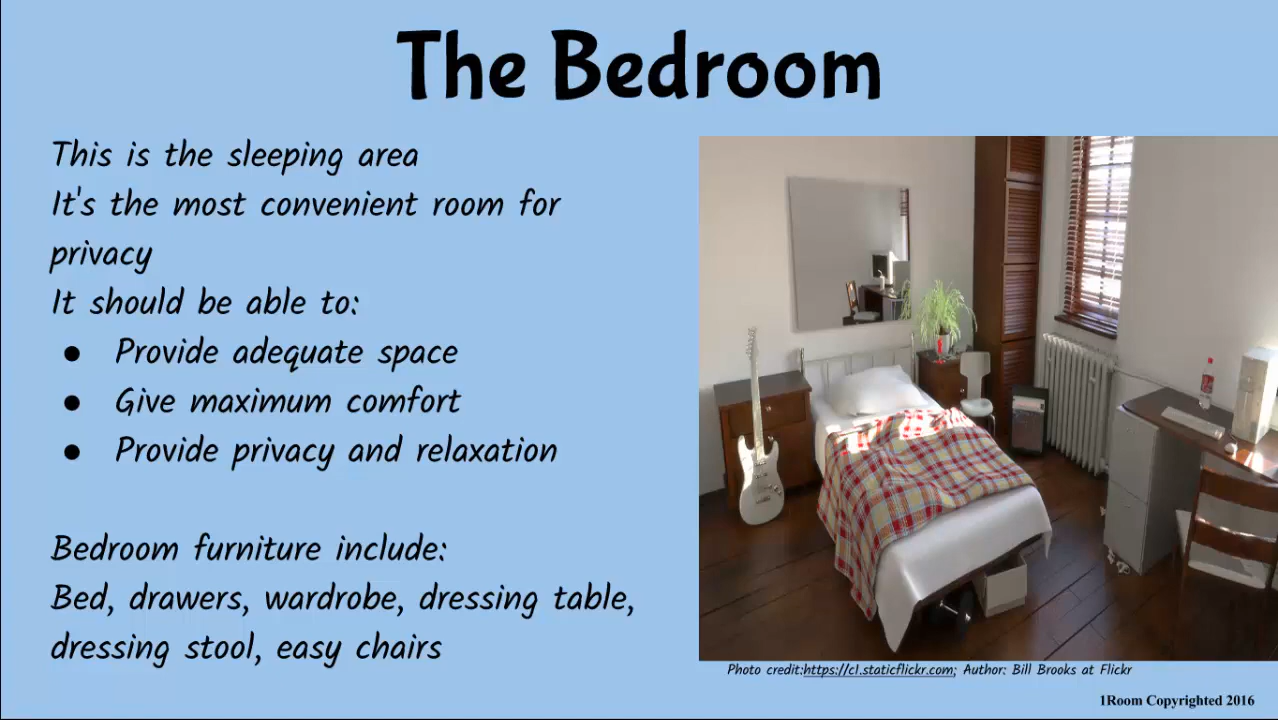 The Bedroom
This is the sleeping area
It's the most convenient room for
privacy
It should be able to:
● Provide adequate space
● Give maximum comfort
● Provide privacy and relaxation
Bedroom furniture include:
Bed, drawers, wardrobe, dressing table,
dressing stool, easy chairs
Photo credit:https://c1.staticflickr.com; Author: Bill Brooks at Flickr
1Room Copyrighted 2016